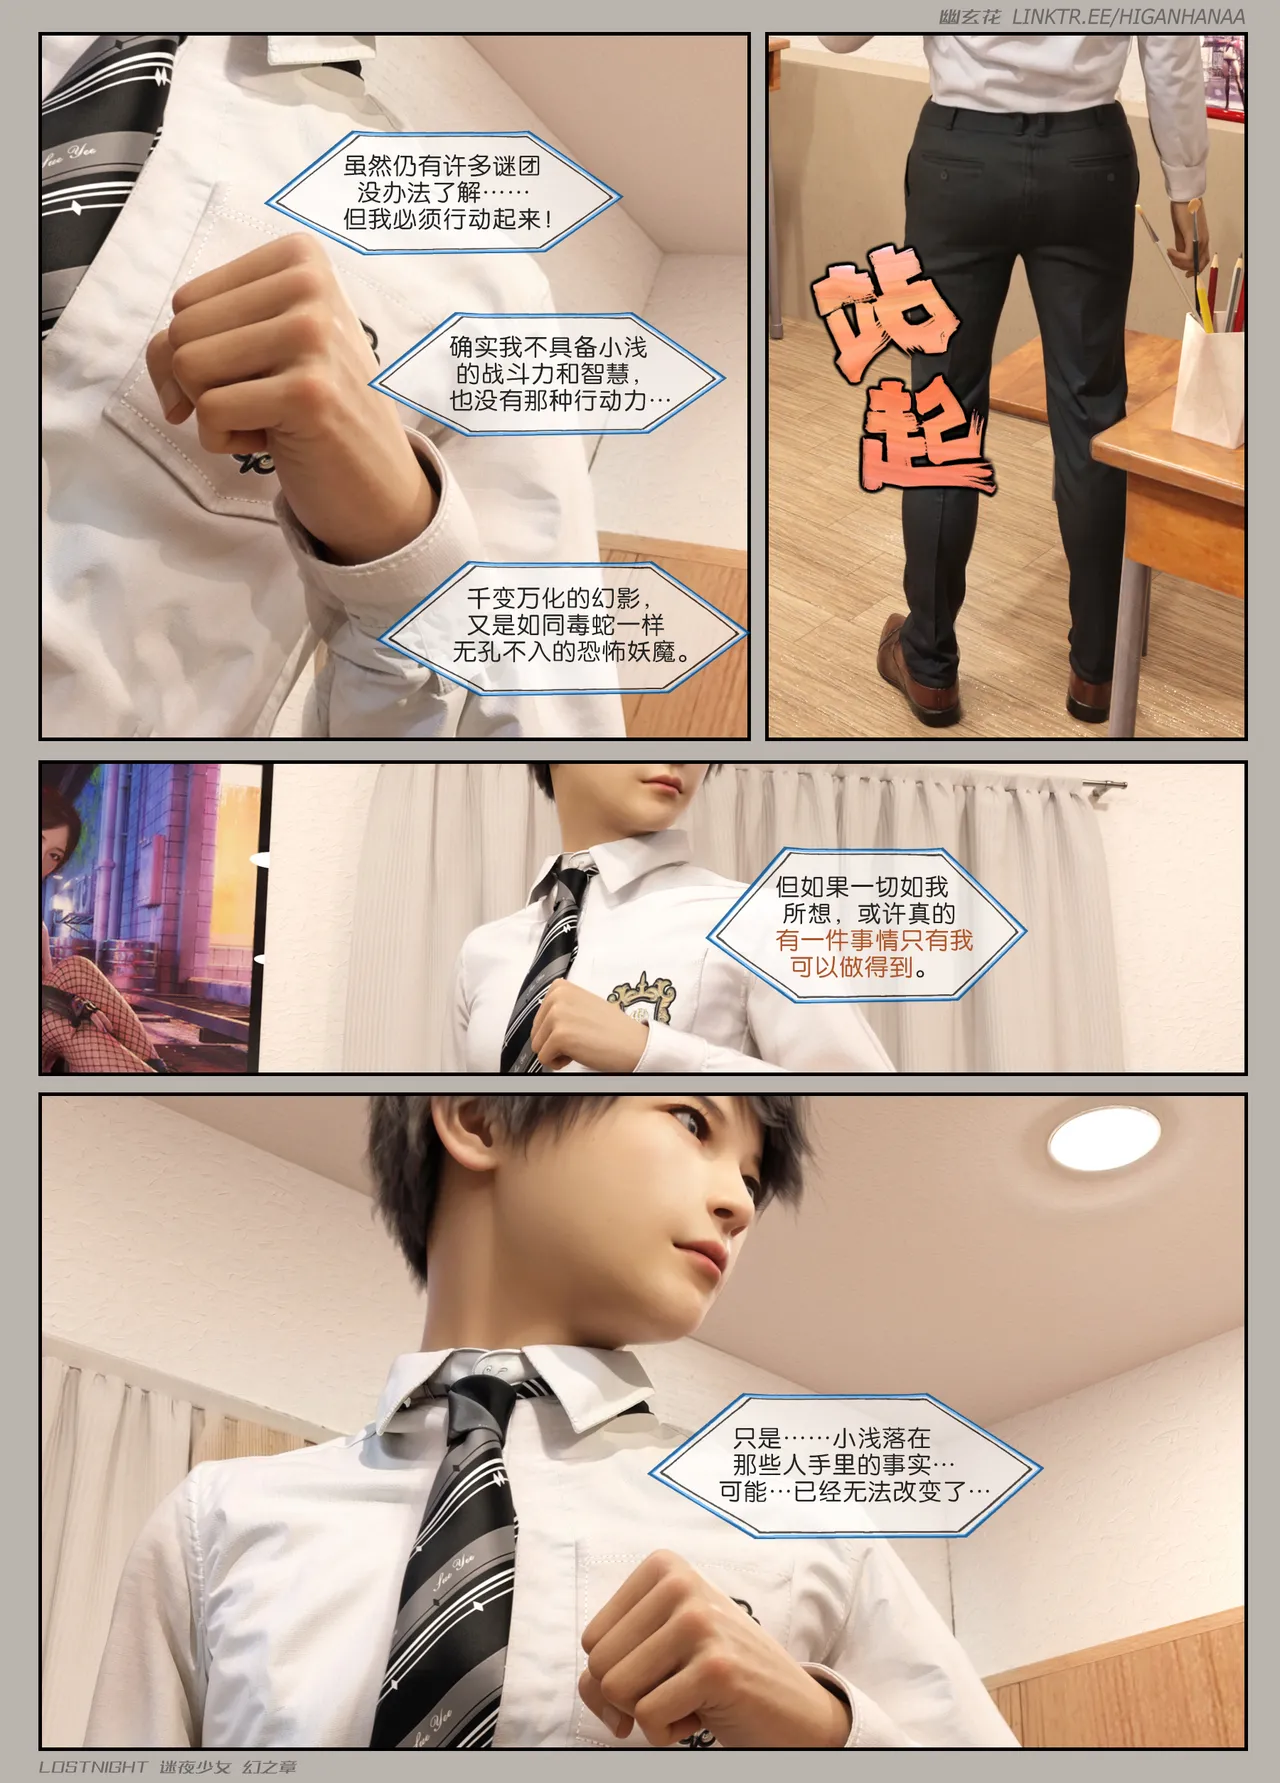 幽玄花 LINKTR.EE/HIGANHANAA
虽然仍有许多谜团
没办法了解……
但我必须行动起来！
确实我不具备小浅
的战斗力和智慧，
也没有那种行动力…
千变万化的幻影，
又是如同毒蛇一样
无孔不入的恐怖妖魔。
Sue Yee
站
起
但如果一切如我
所想，或许真的
有一件事情只有我
可以做得到。
只是……小浅落在
那些人手里的事实…
可能…已经无法改变了…
Sue Yee
Sue Yee
LOSTNIGHT 迷夜少女 幻之章